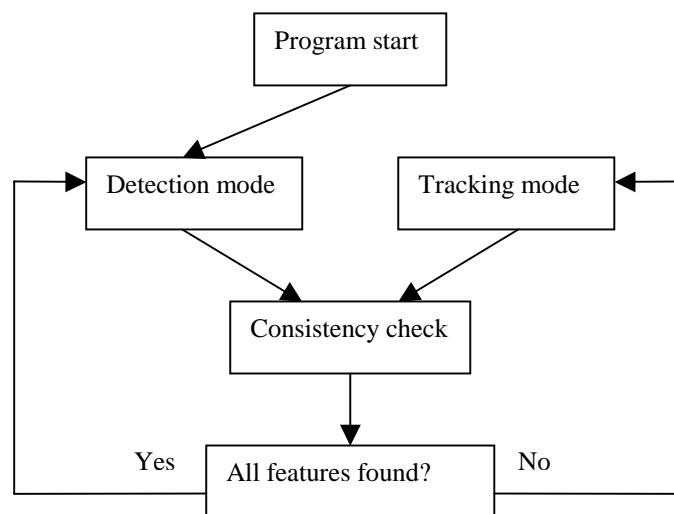 Program start
Detection mode
Tracking mode
Consistency check
Yes
All features found?
No